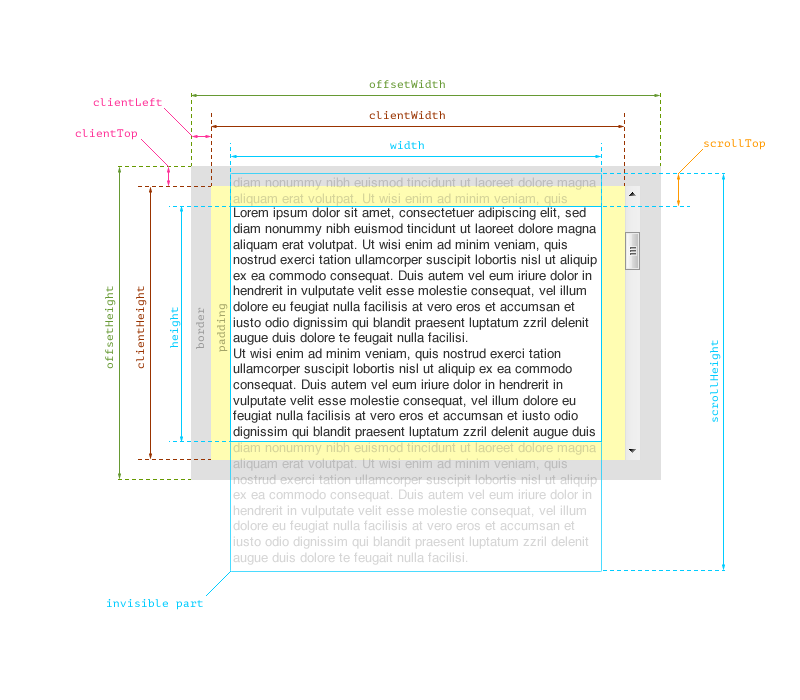 offsetWidth
clientLeft
clientWidth
clientTop
width
scrollTop
diam nonummy nibh euismod tincidunt ut laoreet dolore magna
aliquam erat volutpat. Ut wisi enim ad minim veniam, quis
Lorem ipsum dolor sit amet, consectetuer adipiscing elit, sed
diam nonummy nibh euismod tincidunt ut laoreet dolore magna
aliquam erat volutpat. Ut wisi enim ad minim veniam, quis
nostrud exerci tation ullamcorper suscipit lobortis nisl ut aliquip
ex ea commodo consequat. Duis autem vel eum iriure dolor in
hendrerit in vulputate velit esse molestie consequat, vel illum
dolore eu feugiat nulla facilisis at vero eros et accumsan et
iusto odio dignissim qui blandit praesent luptatum zzril delenit
augue duis dolore te feugait nulla facilisi.
Ut wisi enim ad minim veniam, quis nostrud exerci tation
ullamcorper suscipit lobortis nisl ut aliquip ex ea commodo
consequat. Duis autem vel eum iriure dolor in hendrerit in
vulputate velit esse molestie consequat, vel illum dolore eu
feugiat nulla facilisis at vero eros et accumsan et iusto odio
dignissim qui blandit praesent luptatum zzril delenit augue duis
diam nonummy nibh euismod tincidunt ut laoreet dolore magna
aliquam erat volutpat. Ut wisi enim ad minim veniam, quis
nostrud exerci tation ullamcorper suscipit lobortis nisl ut aliquip
ex ea commodo consequat. Duis autem vel eum iriure dolor in
hendrerit in vulputate velit esse molestie consequat, vel illum
dolore eu feugiat nulla facilisis at vero eros et accumsan et
iusto odio dignissim qui blandit praesent luptatum zzril delenit
augue duis dolore te feugait nulla facilisi.
offsetHeight
clientHeight
height
border
padding
scrollHeight
invisible part